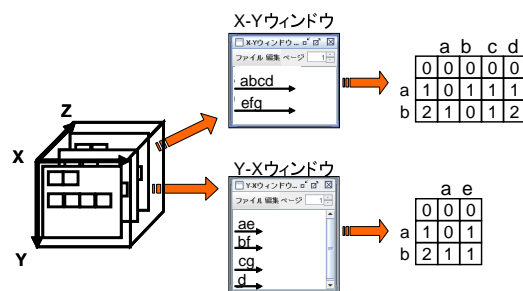 X-Yウィンドウ
X-Yウィンドウ...
ファイル 編集 ページ 1
abcd
efg
a b c d
0 0 0 0 0
a 1 0 1 1 1
b 2 1 0 1 2
Z
X
Y
Y-Xウィンドウ
Y-Xウィンドウ...
ファイル 編集 ページ 1
ae
bf
cg
d
a e
0 0 0
a 1 0 1
b 2 1 1